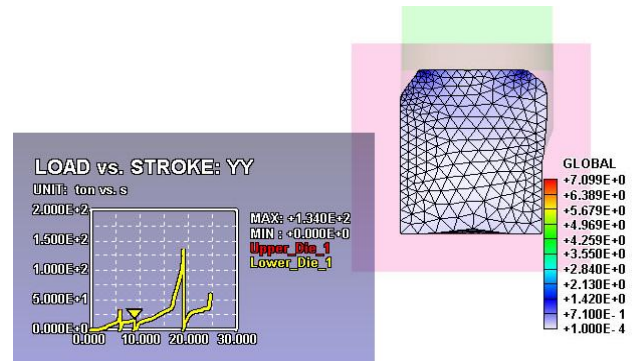 LOAD vs. STROKE: YY
UNIT: ton vs. s
2.000E+2
1.500E+2
1.000E+2
5.000E+1
0.000E+0
0.000 10.000 20.000 30.000
MAX: +1.340E+2
MIN : +0.000E+0
Upper_Die_1
Lower_Die_1
GLOBAL
+7.099E+0
+6.389E+0
+5.679E+0
+4.969E+0
+4.259E+0
+3.550E+0
+2.840E+0
+2.130E+0
+1.420E+0
+7.100E- 1
+1.000E- 4